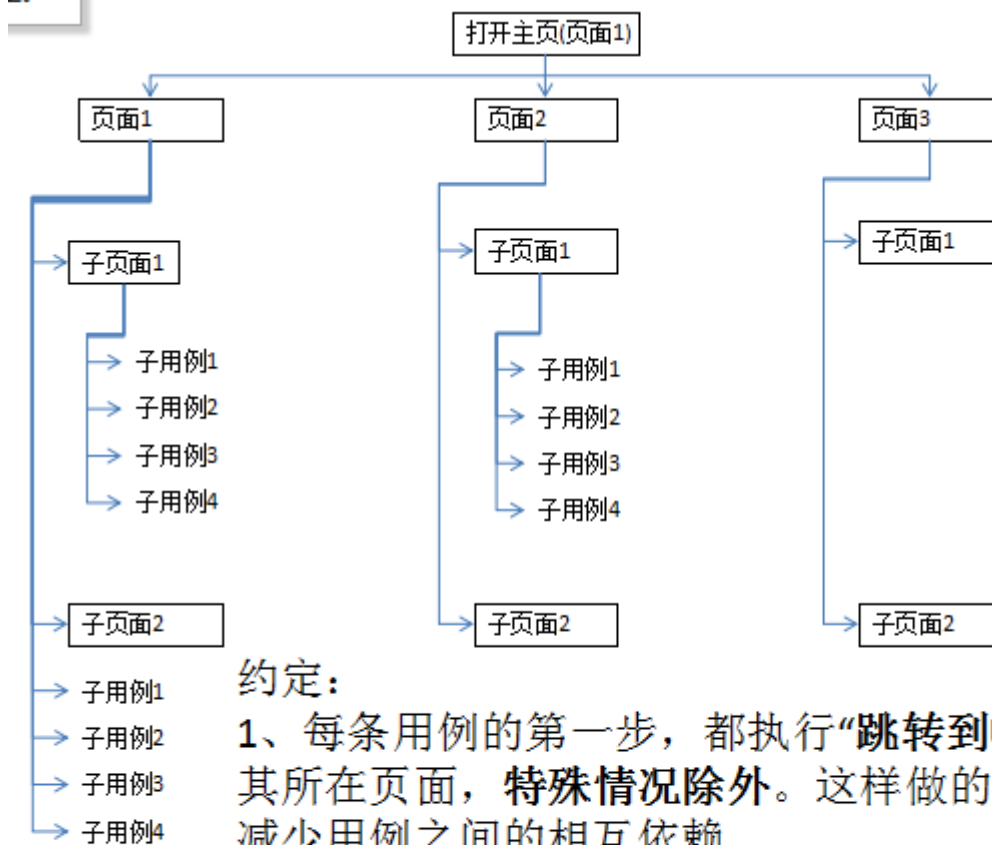 打开主页(页面1)
页面1
页面2
页面3
子页面1
子用例1
子用例2
子用例3
子用例4
子页面2
子用例1
子用例2
子用例3
子用例4
子页面1
子用例1
子用例2
子用例3
子用例4
子页面2
子页面1
子页面2
约定：
1、每条用例的第一步，都执行“跳转到
其所在页面，特殊情况除外。这样做的
减少用例之间的相互依赖